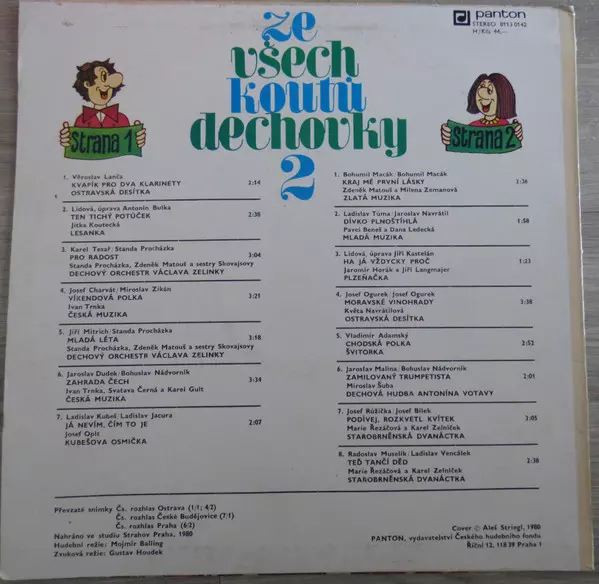 panton
STEREO 8113 0142
H/Kčs 44,—
ze
všech
koutů
dechovky
2
Strana 1
1. Věroslav Lanča
KVAPÍK PRO DVA KLARINETY 2:14
OSTRAVSKÁ DESÍTKA
2. Lidová, úprava Antonín Buška
TEN TICHÝ POTŮČEK 2:38
Jitka Koutecká
LESANKA
3. Karel Tesař/Standa Procházka
PRO RADOST 3:04
Standa Procházka, Zdeněk Matouš a sestry Skovajsovy
DECHOVÝ ORCHESTR VÁCLAVA ZELINKY
4. Josef Charvát/Miroslav Zikán
VÍKENDOVÁ POLKA 3:21
Ivan Trnka
ČESKÁ MUZIKA
5. Jiří Mitrich/Standa Procházka
MLADÁ LÉTA 3:18
Standa Procházka, Zdeněk Matouš a sestry Skovajsovy
DECHOVÝ ORCHESTR VÁCLAVA ZELINKY
6. Jaroslav Dudek/Bohuslav Nádvorník
ZAHRADA ČECH 3:34
Ivan Trnka, Svatava Černá a Karel Gult
ČESKÁ MUZIKA
7. Ladislav Kubeš/Ladislav Jacura
JÁ NEVÍM, ČÍM TO JE 2:07
Josef Opit
KUBEŠOVA OSMIČKA
Strana 2
1. Bohumil Macák/Bohumil Macák
KRAJ MÉ PRVNÍ LÁSKY 2:36
Zdeněk Matouš a Milena Zemanová
ZLATÁ MUZIKA
2. Ladislav Tůma/Jaroslav Navrátil
DÍVKO PLNOŠTÍHLÁ 1:50
Pavel Beneš a Dana Ledecká
MLADÁ MUZIKA
3. Lidová, úprava Jiří Kastelán
HA JÁ VŽDYCKY PROČ 1:23
Jaromír Horák a Jiří Langmajer
PLZEŇAČKA
4. Josef Ogurek/Josef Ogurek
MORAVSKÉ VINOHRADY 3:38
Květa Navrátilová
OSTRAVSKÁ DESÍTKA
5. Vladimír Adamský
CHODSKÁ POLKA 2:52
ŠVITORKA
6. Jaroslav Malina/Bohuslav Nádvorník
ZAMILOVANÝ TRUMPETISTA 2:01
Miroslav Šuba
DECHOVÁ HUDBA ANTONÍNA VOTAVY
7. Josef Růžička/Josef Bílek
PODÍVEJ, ROZKVETL KVÍTEK 3:05
Marie Řezáčová a Karel Zelníček
STAROBRNĚNSKÁ DVANÁCTKA
8. Radoslav Muselík/Ladislav Vencálek
TEĎ TANČÍ DĚD 2:38
Marie Řezáčová a Karel Zelníček
STAROBRNĚNSKÁ DVANÁCTKA
Převzaté snímky Čs. rozhlas Ostrava (1/1; 4/2)
Čs. rozhlas České Budějovice (7/1)
Čs. rozhlas Praha (6/2)
Nahráno ve studiu Strahov Praha, 1980
Hudební režie: Mojmír Balling
Zvuková režie: Gustav Houdek
Cover © Aleš Striegl, 1980
PANTON, vydavatelství Českého hudebního fondu
Říční 12, 118 39 Praha 1